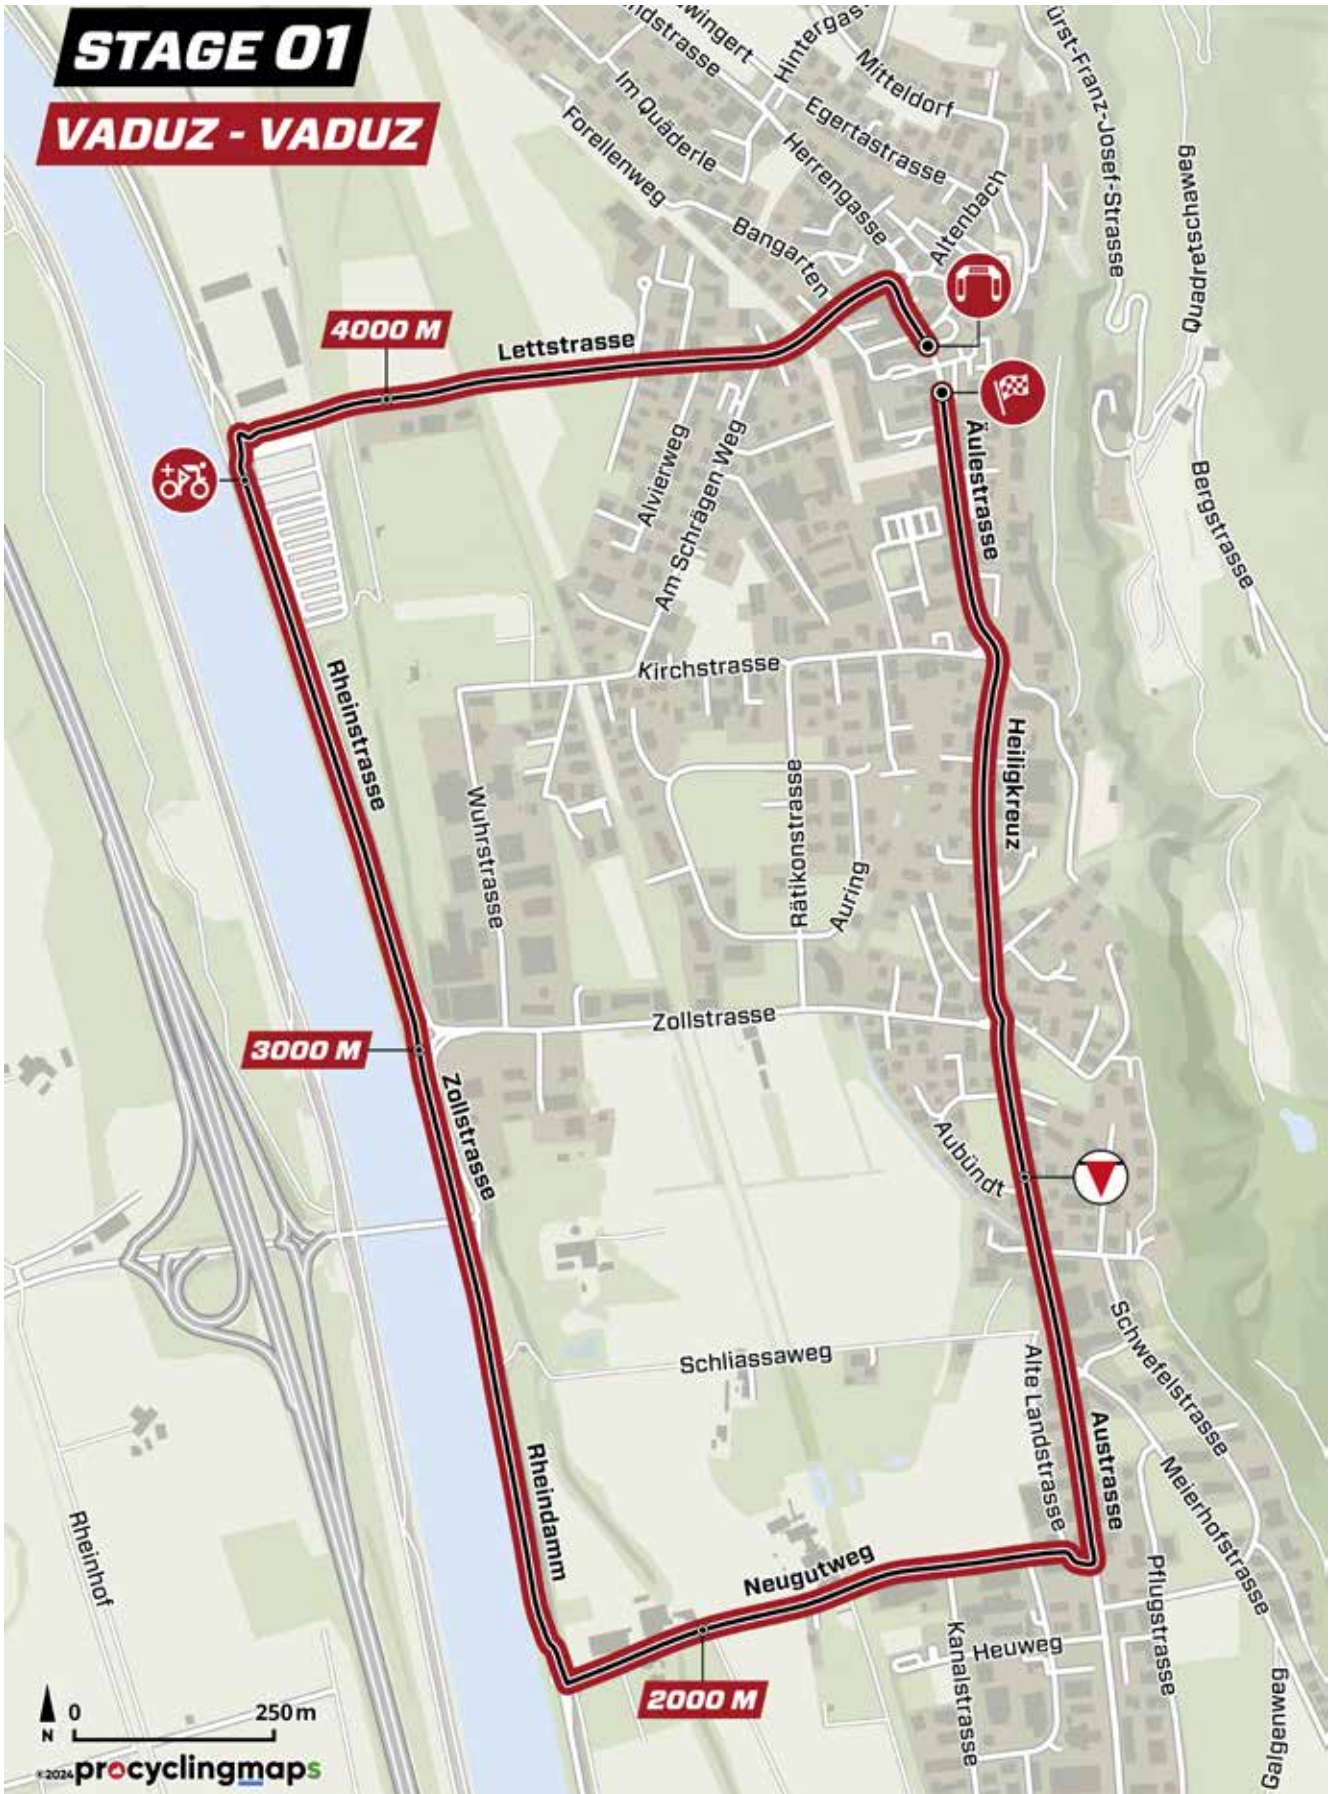 STAGE 01
VADUZ - VADUZ
Hintergas
Mitteldorf
Egertastrasse
Im Quäderle
Forellenweg
Herrengasse
Altenbach
Bangarten
ürst-Franz-Josef-Strasse
Quadretschaweg
Bergstrasse
4000 M
Lettstrasse
Äulestrasse
Alvierweg
Am Schrägen Weg
Kirchstrasse
Rheinstrasse
Heiligkreuz
Wuhrstrasse
Rätikonstrasse
Auring
Zollstrasse
3000 M
Zollstrasse
Aubündt
Schwefelstrasse
Schliassaweg
Alte Landstrasse
Austrasse
Meierhofstrasse
Rheindamm
Rheinhof
Neugutweg
Pflugstrasse
Kanalstrasse
Heuweg
2000 M
N
0 250m
©2024 procyclingmaps